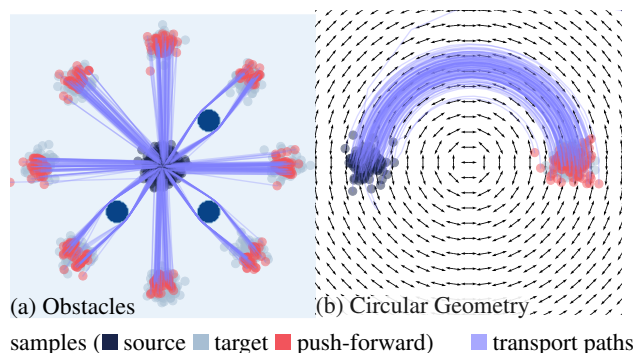 (a) Obstacles
(b) Circular Geometry
samples (source target push-forward) transport paths